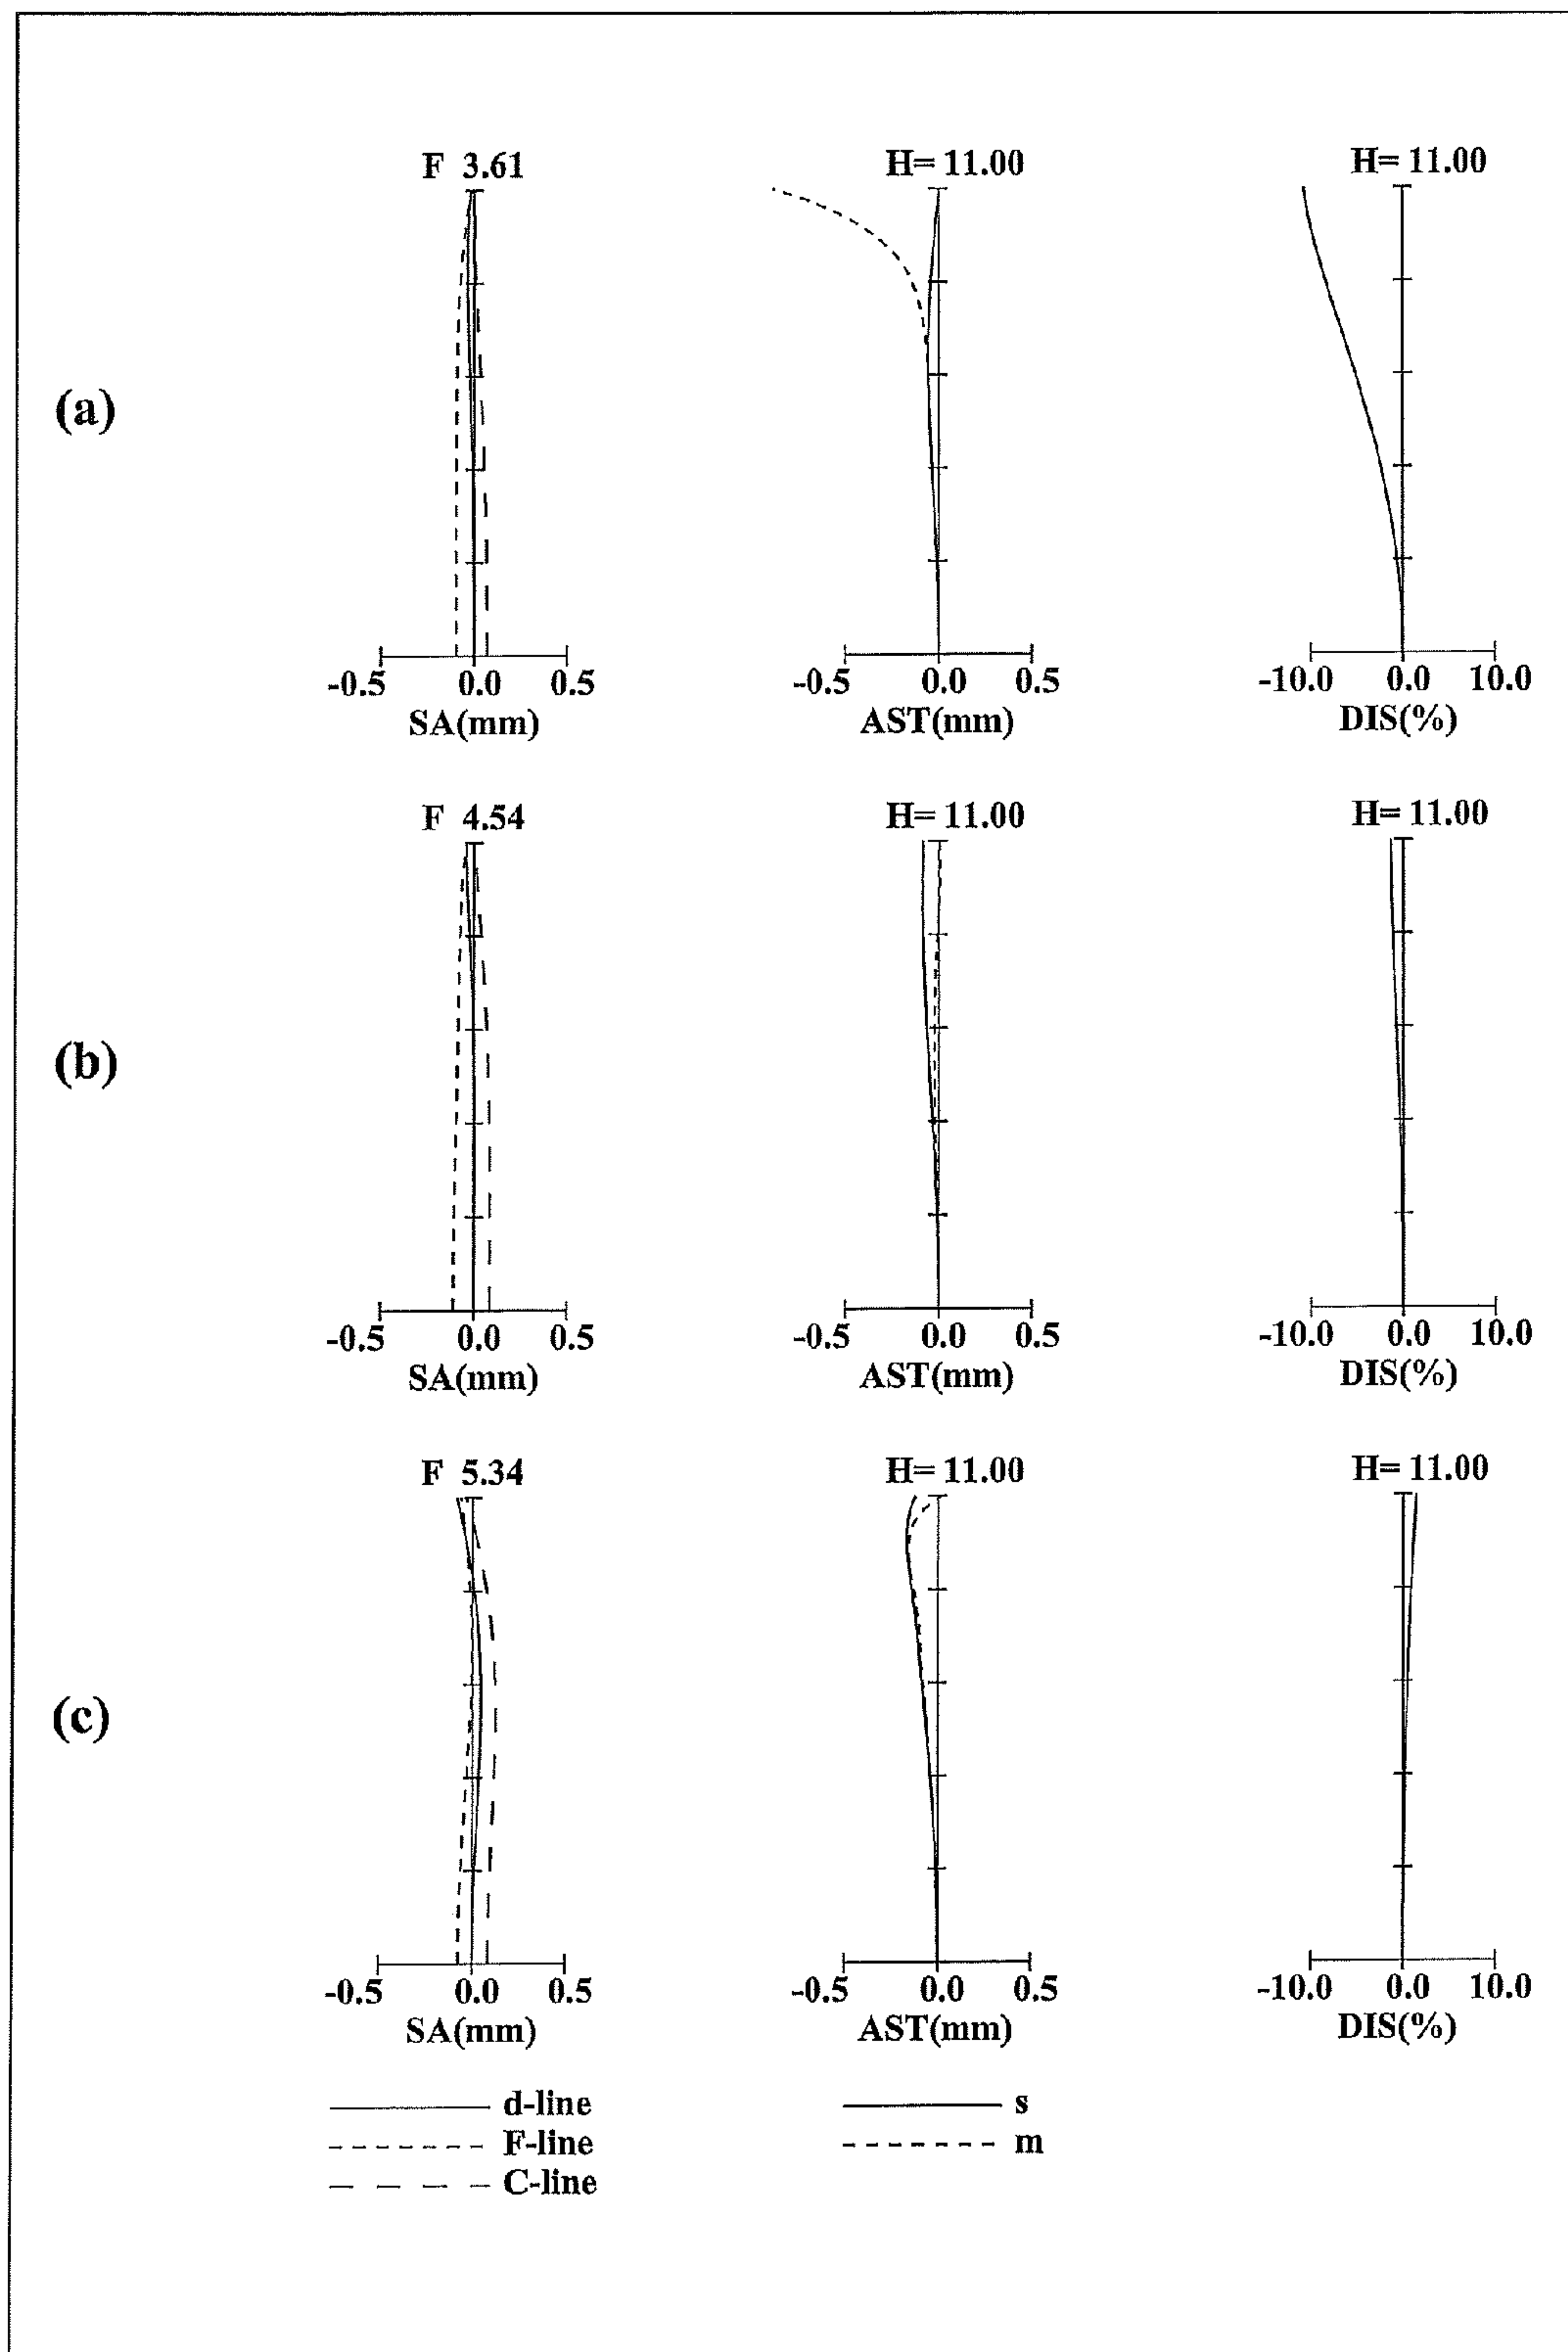 F 3.61 H= 11.00 H= 11.00
(a)
-0.5 0.0 0.5 -0.5 0.0 0.5 -10.0 0.0 10.0
SA(mm) AST(mm) DIS(%)
F 4.54 H= 11.00 H= 11.00
(b)
-0.5 0.0 0.5 -0.5 0.0 0.5 -10.0 0.0 10.0
SA(mm) AST(mm) DIS(%)
F 5.34 H= 11.00 H= 11.00
(c)
-0.5 0.0 0.5 -0.5 0.0 0.5 -10.0 0.0 10.0
SA(mm) AST(mm) DIS(%)
d-line s
F-line m
C-line